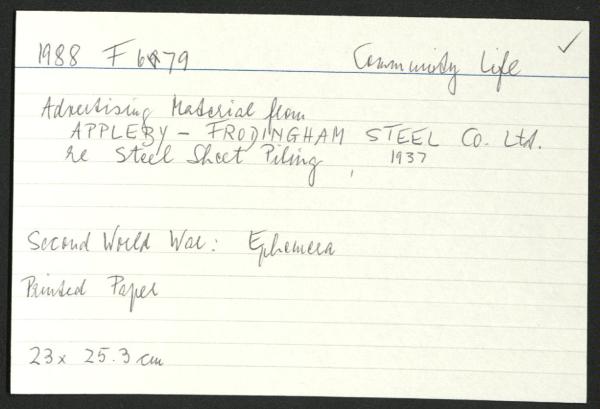 1988 F 6479 Community Life ✓
Advertising Material from
APPLEBY – FRODINGHAM STEEL Co. Ltd.
re Steel Sheet Piling, 1937
Second World War: Ephemera
Printed Paper
23 x 25.3 cm